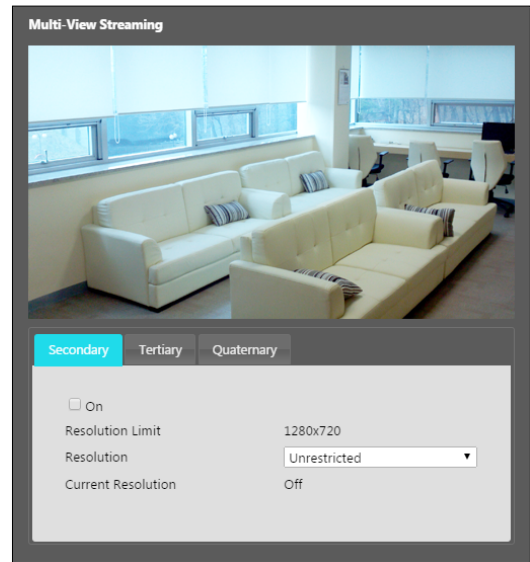 Multi-View Streaming
Secondary Tertiary Quaternary
On
Resolution Limit 1280x720
Resolution Unrestricted
Current Resolution Off